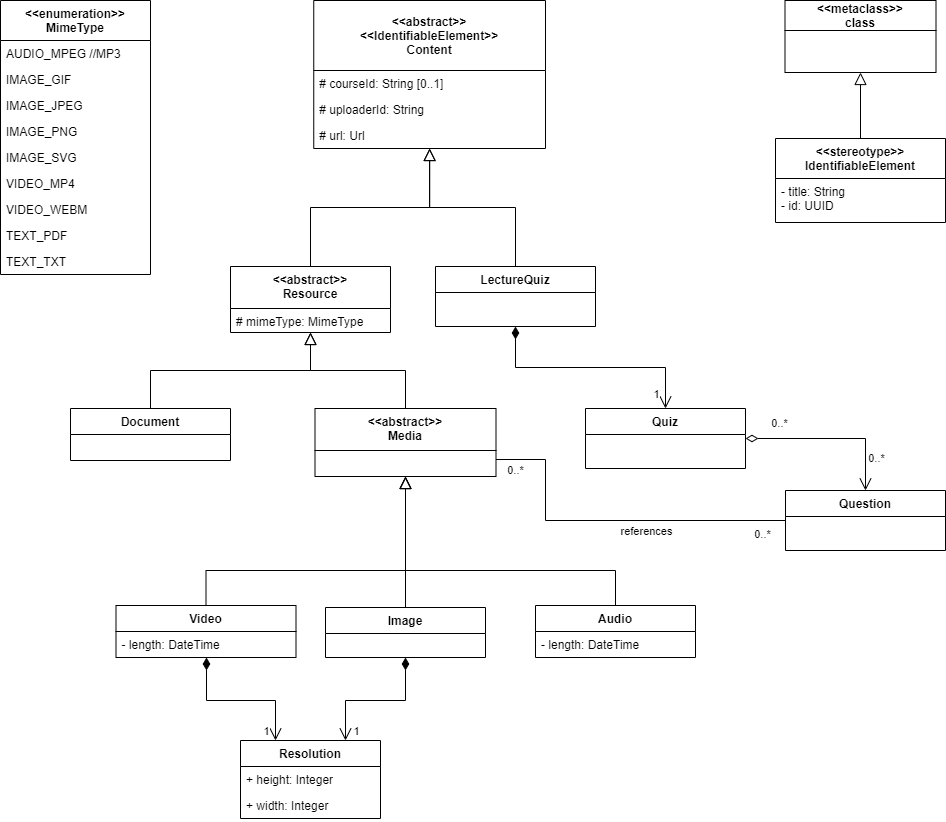 <<enumeration>>
MimeType
AUDIO_MPEG //MP3
IMAGE_GIF
IMAGE_JPEG
IMAGE_PNG
IMAGE_SVG
VIDEO_MP4
VIDEO_WEBM
TEXT_PDF
TEXT_TXT
<<abstract>>
<<IdentifiableElement>>
Content
# courseId: String [0..1]
# uploaderId: String
# url: Url
<<metaclass>>
class
<<stereotype>>
IdentifiableElement
- title: String
- id: UUID
<<abstract>>
Resource
# mimeType: MimeType
LectureQuiz
Document
<<abstract>>
Media
0..*
1
Quiz
0..*
0..*
Question
references
0..*
Video
- length: DateTime
Image
Audio
- length: DateTime
1
1
Resolution
+ height: Integer
+ width: Integer